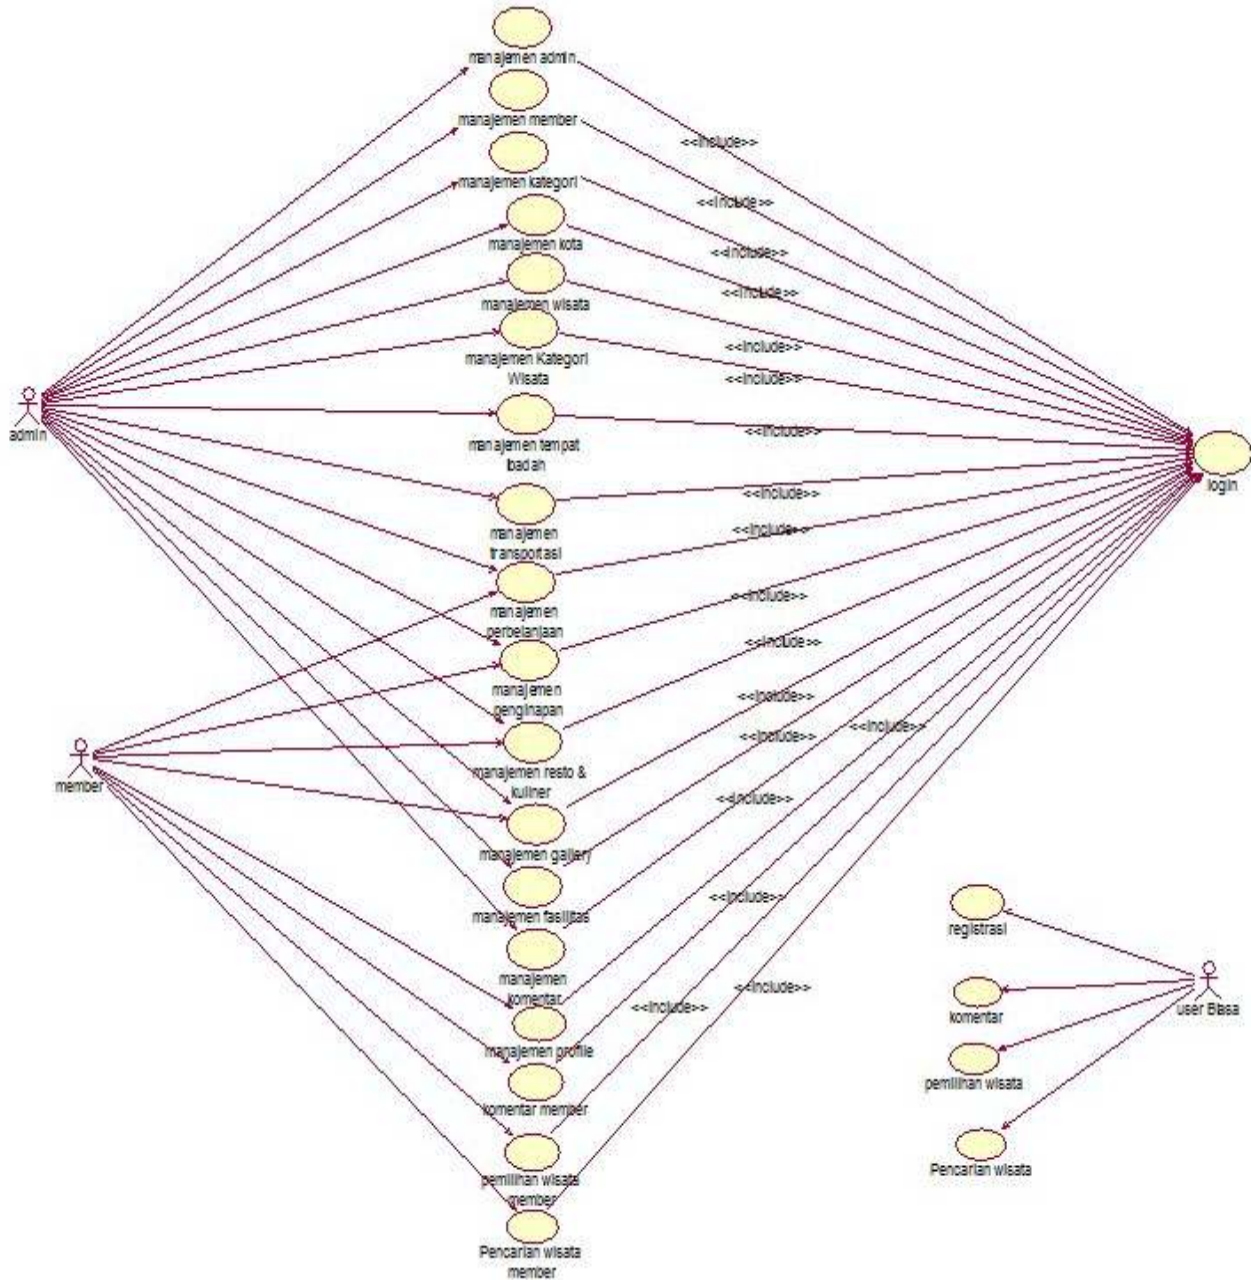 manajemen admin
manajemen member
<<include>>
manajemen kategori
<<include>>
manajemen kota
<<include>>
<<include>>
manajemen wisata
<<include>>
manajemen Kategori
Wisata
<<include>>
admin
manajemen tempat
ibadah
<<include>>
login
<<include>>
manajemen
transportasi
<<include>>
manajemen
perbelanjaan
<<include>>
<<include>>
manajemen
penginapan
<<include>>
<<include>>
<<include>>
member
manajemen resto &
kuliner
<<include>>
manajemen gallery
<<include>>
manajemen fasilitas
registrasi
manajemen
komentar
<<include>>
<<include>>
komentar
user Biasa
manajemen profile
pemilihan wisata
komentar member
pemilihan wisata
member
Pencarian wisata
Pencarian wisata
member